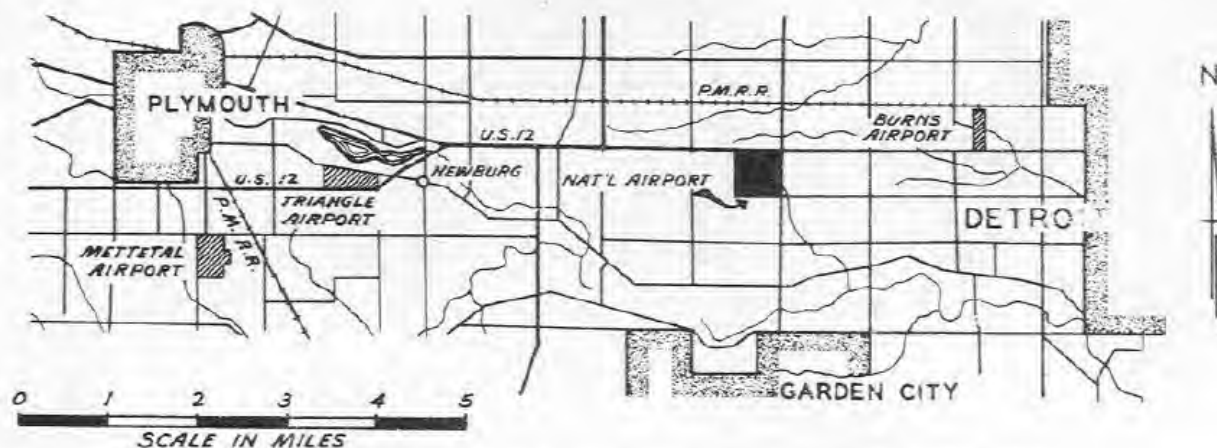 N
P.M.R.R.
PLYMOUTH
U.S.12
BURNS
AIRPORT
NEWBURG
U.S.12
NAT'L AIRPORT
TRIANGLE
AIRPORT
DETRO
P.M.R.R.
METTETAL
AIRPORT
GARDEN CITY
0 1 2 3 4 5
SCALE IN MILES